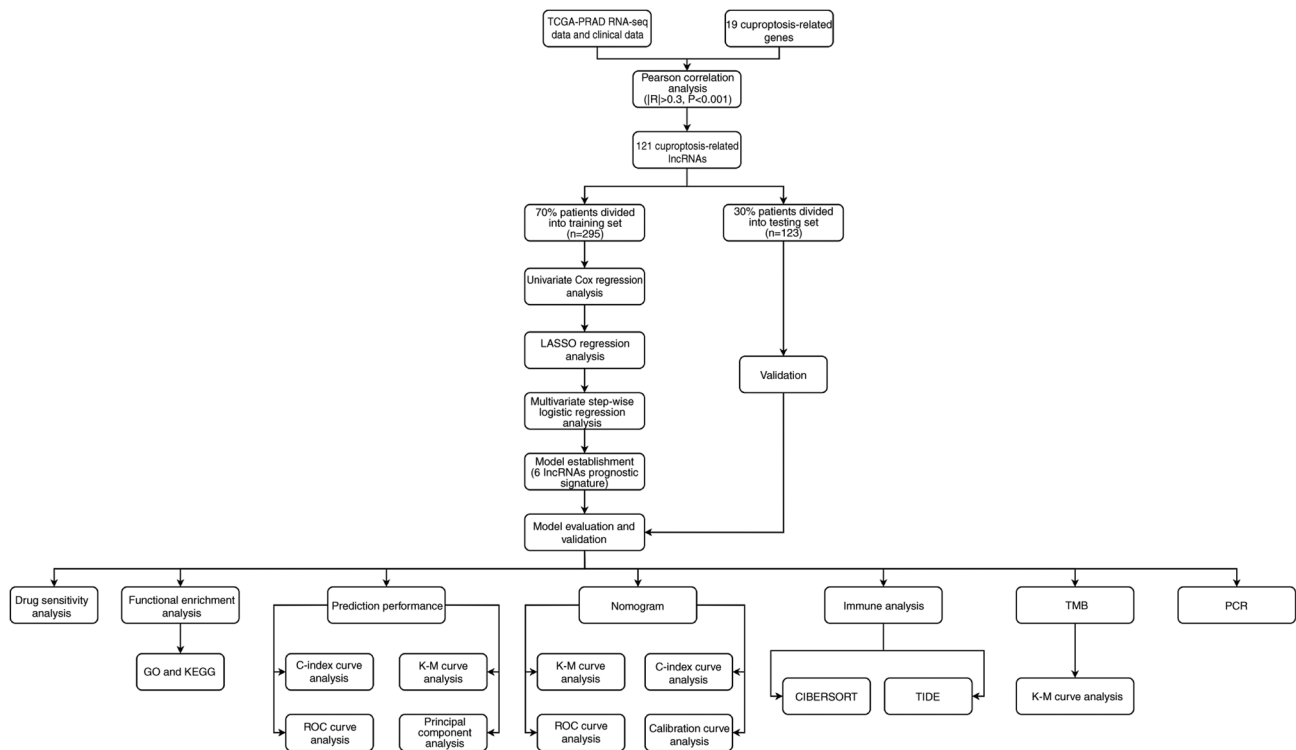 TCGA-PRAD RNA-seq
data and clinical data
19 cuproptosis-related
genes
Pearson correlation
analysis
(|R|>0.3, P<0.001)
121 cuproptosis-related
lncRNAs
70% patients divided
into training set
(n=295)
30% patients divided
into testing set
(n=123)
Univariate Cox regression
analysis
LASSO regression
analysis
Validation
Multivariate step-wise
logistic regression
analysis
Model establishment
(6 lncRNAs prognostic
signature)
Model evaluation and
validation
Drug sensitivity
analysis
Functional enrichment
analysis
Prediction performance
Nomogram
Immune analysis
TMB
PCR
GO and KEGG
C-index curve
analysis
K-M curve
analysis
K-M curve
analysis
C-index curve
analysis
CIBERSORT
TIDE
K-M curve analysis
ROC curve
analysis
Principal
component
analysis
ROC curve
analysis
Calibration curve
analysis